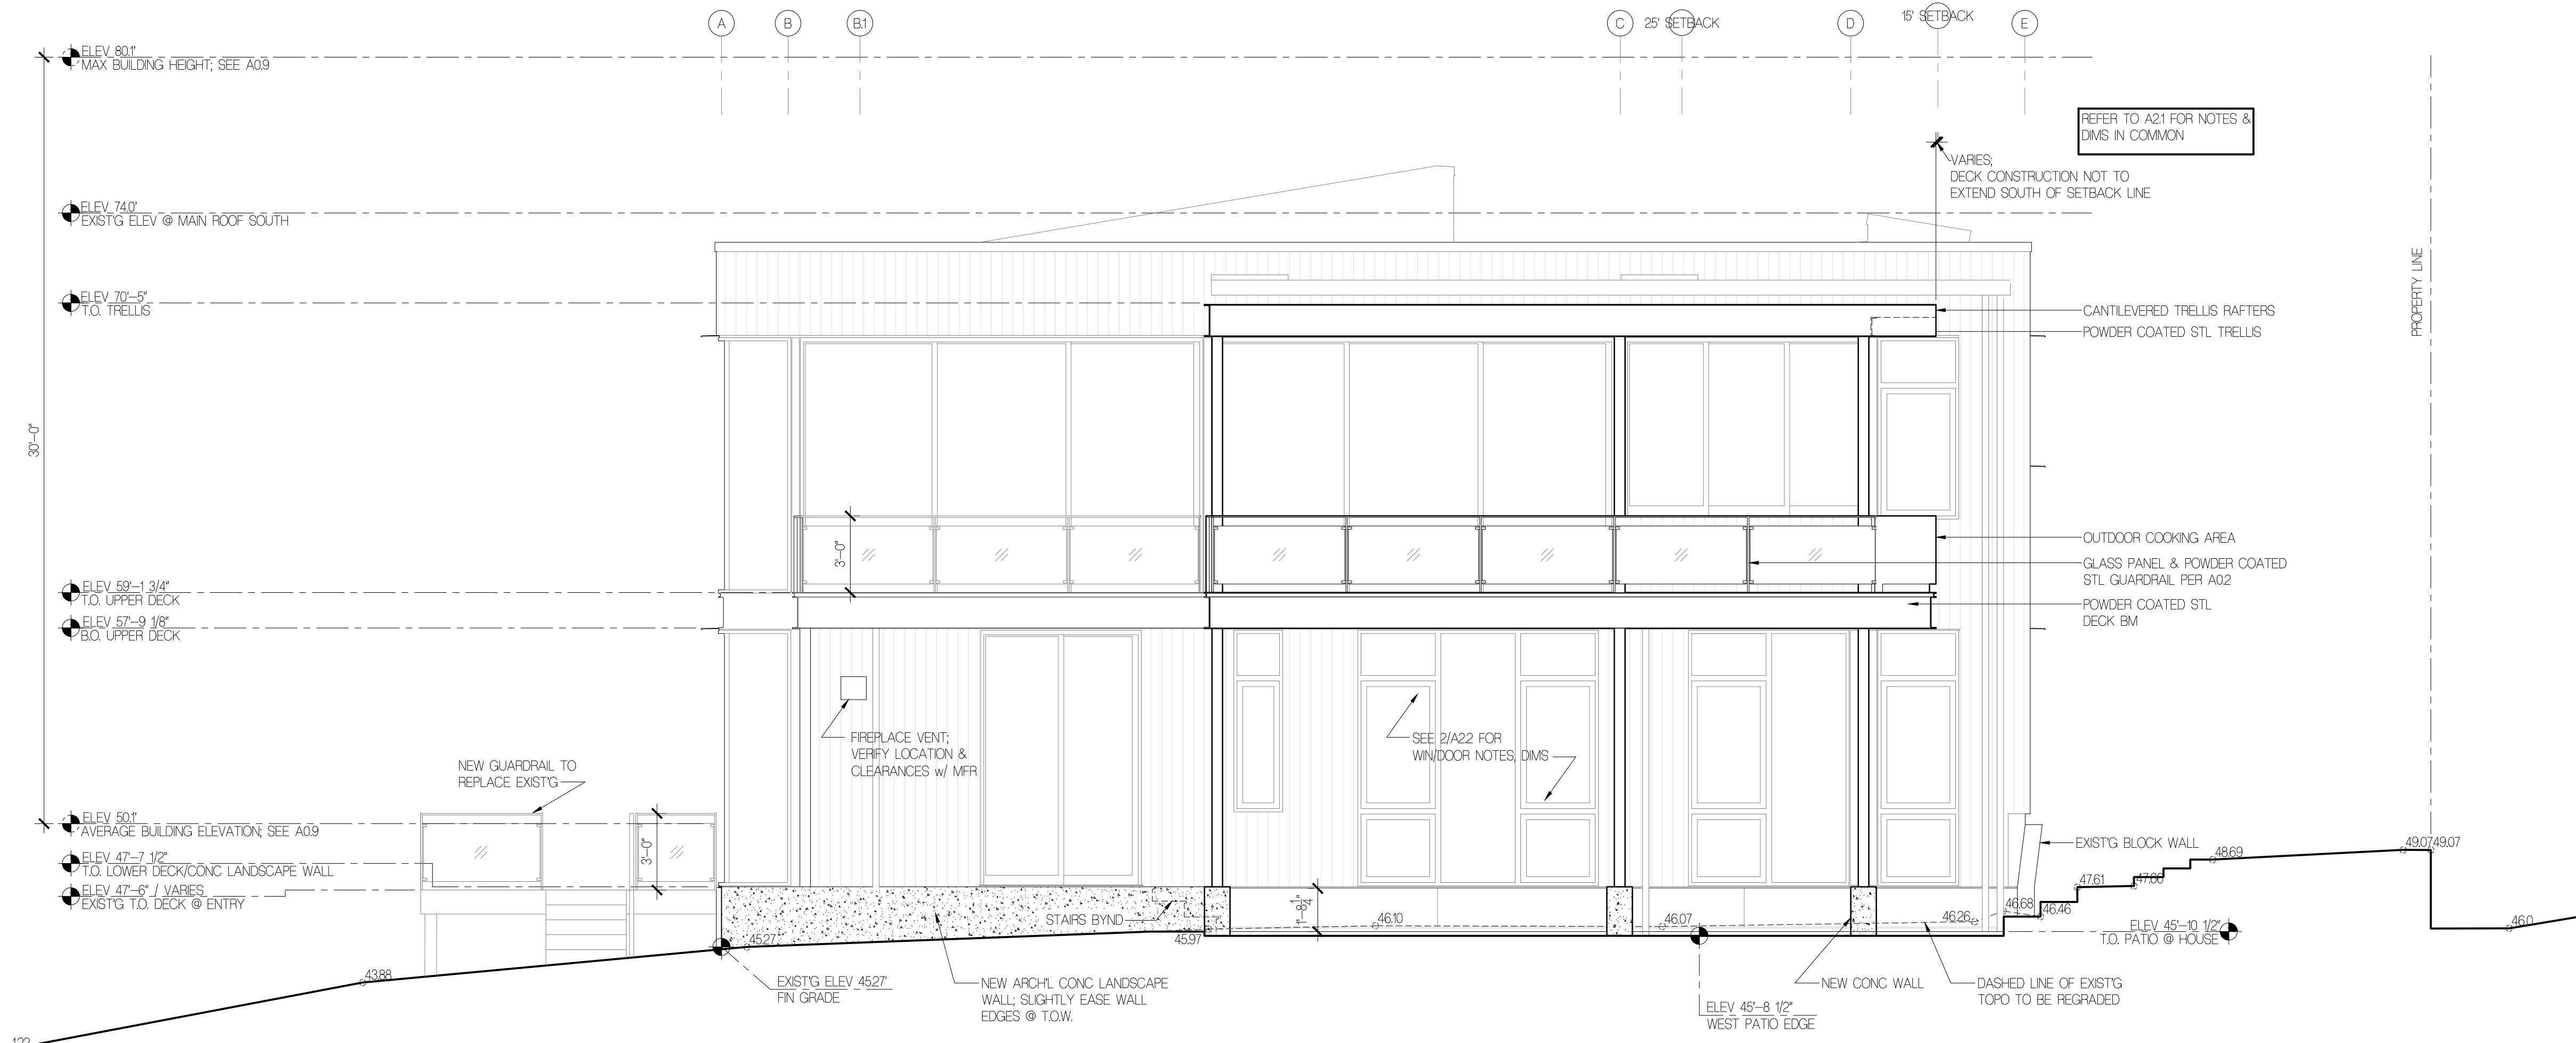 A
B
B.1
C
25' SETBACK
D
15' SETBACK
E
ELEV 80.1'
MAX BUILDING HEIGHT; SEE A0.9
REFER TO A2.1 FOR NOTES &
DIMS IN COMMON
VARIES;
DECK CONSTRUCTION NOT TO
EXTEND SOUTH OF SETBACK LINE
ELEV 74.0'
EXIST'G ELEV @ MAIN ROOF SOUTH
PROPERTY LINE
ELEV 70'-5"
T.O. TRELLIS
CANTILEVERED TRELLIS RAFTERS
POWDER COATED STL TRELLIS
30'-0"
3'-0"
OUTDOOR COOKING AREA
GLASS PANEL & POWDER COATED
STL GUARDRAIL PER A0.2
ELEV 59'-1 3/4"
T.O. UPPER DECK
POWDER COATED STL
DECK BM
ELEV 57'-9 1/8"
B.O. UPPER DECK
FIREPLACE VENT;
VERIFY LOCATION &
CLEARANCES w/ MFR
SEE 2/A2.2 FOR
WIN/DOOR NOTES, DIMS
NEW GUARDRAIL TO
REPLACE EXIST'G
ELEV 50.1'
AVERAGE BUILDING ELEVATION; SEE A0.9
3'-0"
EXIST'G BLOCK WALL
49.07
49.07
48.69
ELEV 47'-7 1/2"
T.O. LOWER DECK/CONC LANDSCAPE WALL
47.61
ELEV 47'-6" / VARIES
EXIST'G T.O. DECK @ ENTRY
STAIRS BYND
1'-8 1/4"
46.10
46.07
46.26
46.68
46.46
46.0
ELEV 45'-10 1/2"
T.O. PATIO @ HOUSE
45.27
45.97
43.88
EXIST'G ELEV 45.27'
FIN GRADE
NEW ARCH'L CONC LANDSCAPE
WALL; SLIGHTLY EASE WALL
EDGES @ T.O.W.
ELEV 45'-8 1/2"
WEST PATIO EDGE
NEW CONC WALL
DASHED LINE OF EXIST'G
TOPO TO BE REGRADED